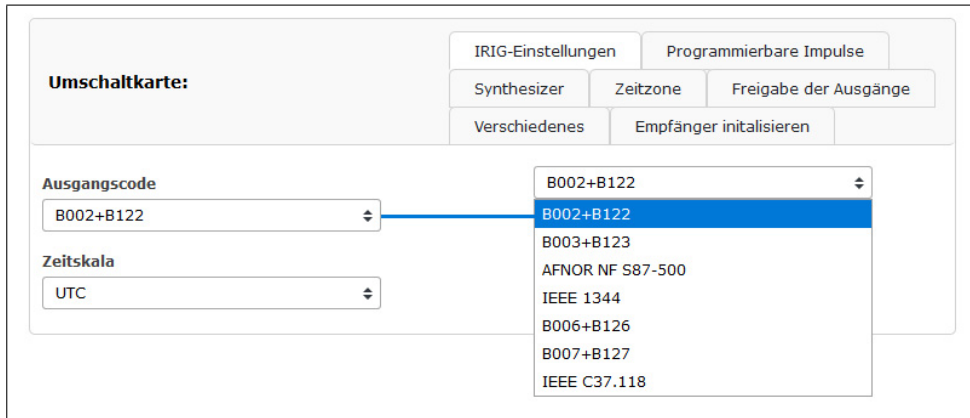 Umschaltkarte:
IRIG-Einstellungen
Programmierbare Impulse
Synthesizer
Zeitzone
Freigabe der Ausgänge
Verschiedenes
Empfänger initalisieren
Ausgangscode
B002+B122
Zeitskala
UTC
B002+B122
B002+B122
B003+B123
AFNOR NF S87-500
IEEE 1344
B006+B126
B007+B127
IEEE C37.118